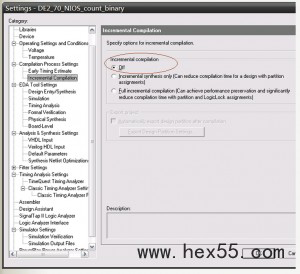 Settings - DE2_70_NIOS_count_binary
Category:
Libraries
Device
Operating Settings and Conditions
Voltage
Temperature
Compilation Process Settings
Early Timing Estimate
Incremental Compilation
EDA Tool Settings
Design Entry/Synthesis
Simulation
Timing Analysis
Formal Verification
Physical Synthesis
Board-Level
Analysis & Synthesis Settings
VHDL Input
Verilog HDL Input
Default Parameters
Synthesis Netlist Optimizations
Fitter Settings
Timing Analysis Settings
TimeQuest Timing Analyzer
Classic Timing Analyzer Settings
Classic Timing Analyzer
Assembler
Design Assistant
SignalTap II Logic Analyzer
Logic Analyzer Interface
Simulator Settings
Simulation Verification
Simulation Output Files
Incremental Compilation
Specify options for incremental compilation.
Incremental compilation
Off
Incremental synthesis only (Can reduce compilation time for a design with partition
assignments)
Full incremental compilation (Can achieve performance preservation and significantly
reduce compilation time with partition and LogicLock assignments)
Description:
www.hex55.com